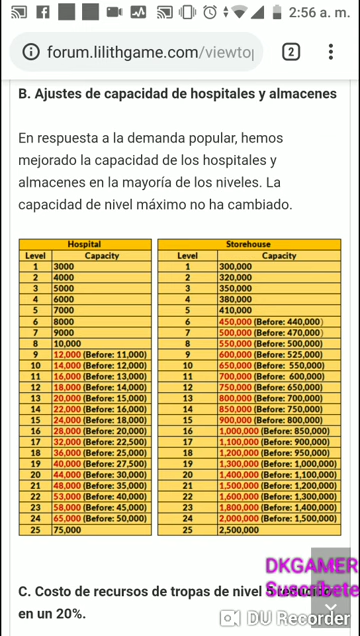 2:56 a. m.
forum.lilithgame.com/viewtop
2
B. Ajustes de capacidad de hospitales y almacenes
En respuesta a la demanda popular, hemos
mejorado la capacidad de los hospitales y
almacenes en la mayoría de los niveles. La
capacidad de nivel máximo no ha cambiado.
Hospital
Level Capacity
1 3000
2 4000
3 5000
4 6000
5 7000
6 8000
7 9000
8 10,000
9 12,000 (Before: 11,000)
10 14,000 (Before: 12,000)
11 16,000 (Before: 13,000)
12 18,000 (Before: 14,000)
13 20,000 (Before: 15,000)
14 22,000 (Before: 16,000)
15 24,000 (Before: 18,000)
16 28,000 (Before: 20,000)
17 32,000 (Before: 22,500)
18 36,000 (Before: 25,000)
19 40,000 (Before: 27,500)
20 44,000 (Before: 30,000)
21 48,000 (Before: 35,000)
22 53,000 (Before: 40,000)
23 58,000 (Before: 45,000)
24 65,000 (Before: 50,000)
25 75,000
Storehouse
Level Capacity
1 300,000
2 320,000
3 350,000
4 380,000
5 410,000
6 450,000 (Before: 440,000)
7 500,000 (Before: 470,000)
8 550,000 (Before: 500,000)
9 600,000 (Before: 525,000)
10 650,000 (Before: 550,000)
11 700,000 (Before: 600,000)
12 750,000 (Before: 650,000)
13 800,000 (Before: 700,000)
14 850,000 (Before: 750,000)
15 900,000 (Before: 800,000)
16 1,000,000 (Before: 850,000)
17 1,100,000 (Before: 900,000)
18 1,200,000 (Before: 950,000)
19 1,300,000 (Before: 1,000,000)
20 1,400,000 (Before: 1,100,000)
21 1,500,000 (Before: 1,200,000)
22 1,600,000 (Before: 1,300,000)
23 1,800,000 (Before: 1,400,000)
24 2,000,000 (Before: 1,500,000)
25 2,500,000
DKGAMER
Suscribete
C. Costo de recursos de tropas de nivel 5 reducido
en un 20%.
DU Recorder